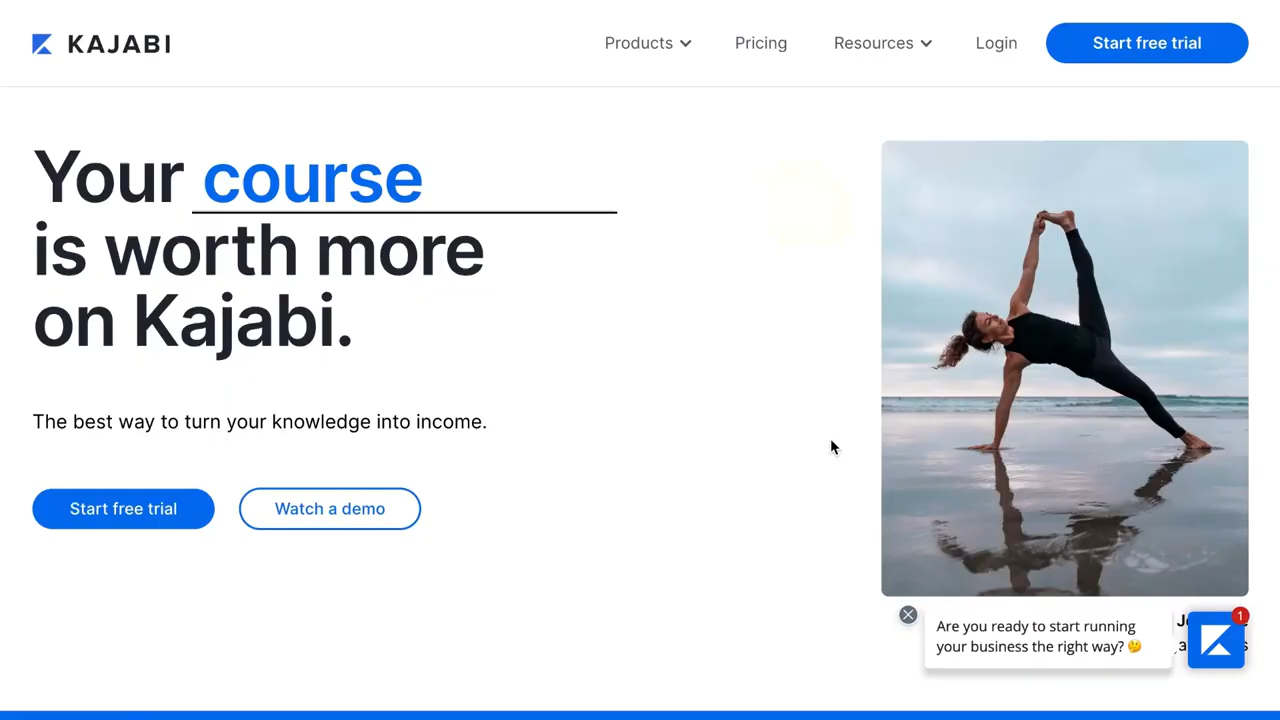 KAJABI
Products
Pricing
Resources
Login
Start free trial
Your course
is worth more
on Kajabi.
The best way to turn your knowledge into income.
Start free trial
Watch a demo
Are you ready to start running
your business the right way? 🤔
1